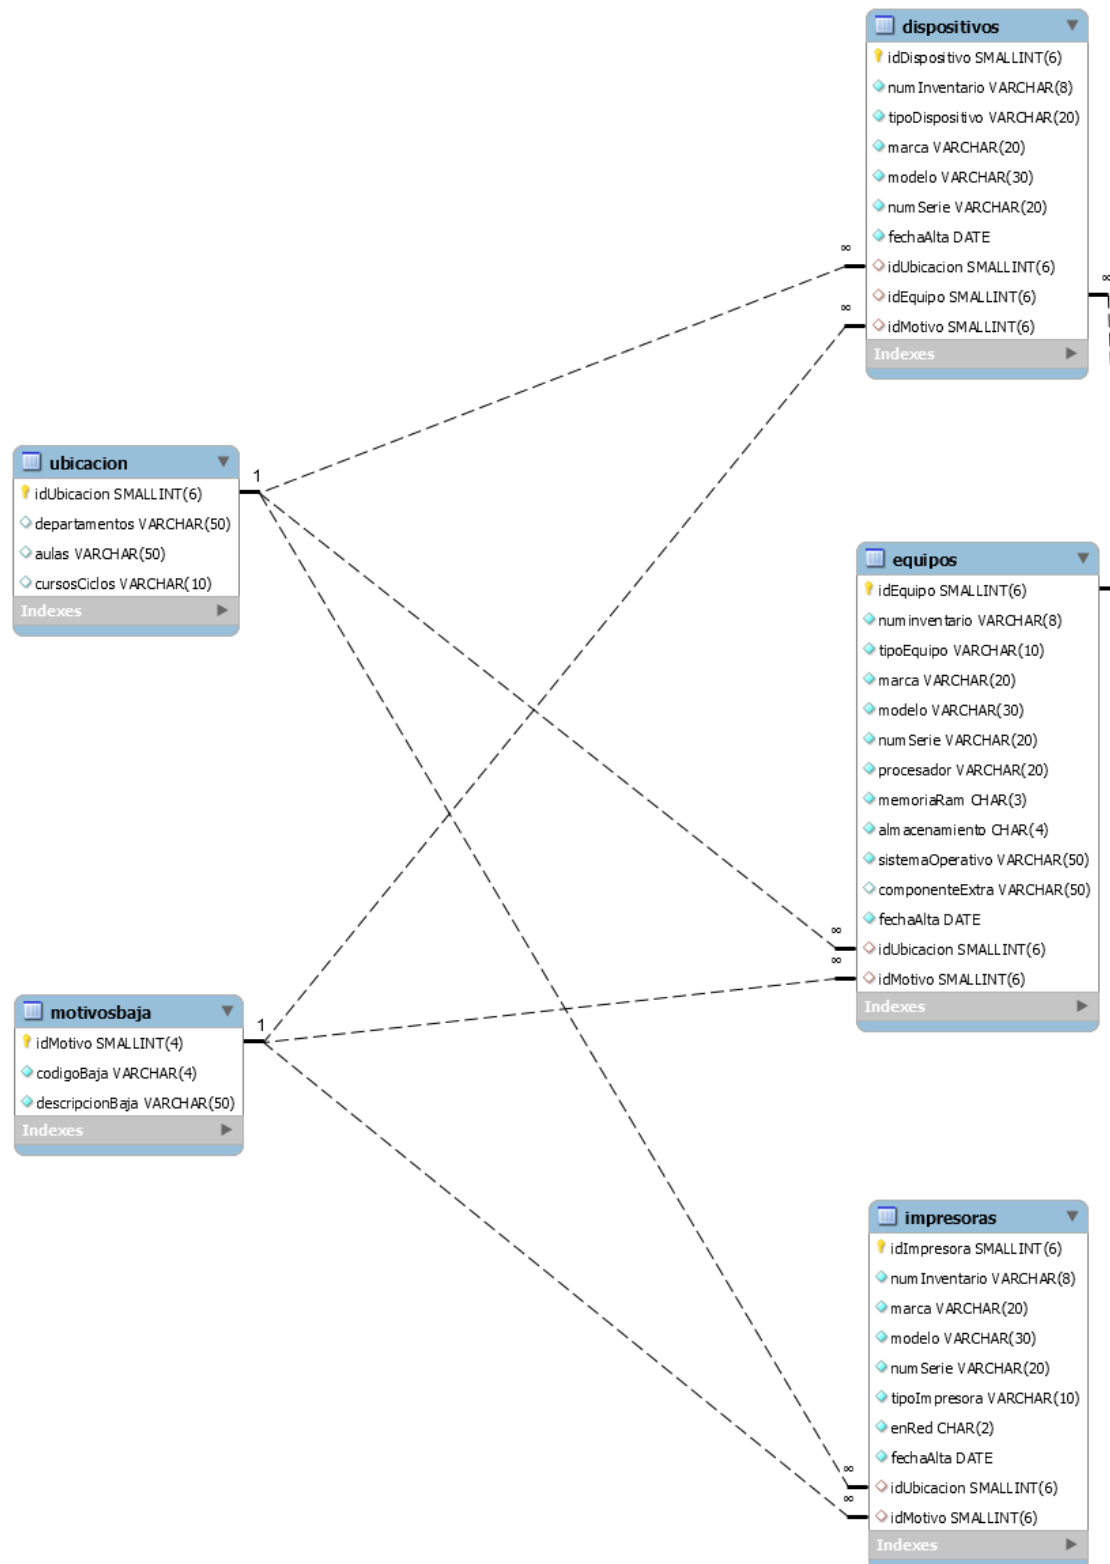 dispositivos
idDispositivo SMALLINT(6)
numInventario VARCHAR(8)
tipoDispositivo VARCHAR(20)
marca VARCHAR(20)
modelo VARCHAR(30)
numSerie VARCHAR(20)
fechaAlta DATE
∞
idUbicacion SMALLINT(6)
∞
idEquipo SMALLINT(6)
∞
idMotivo SMALLINT(6)
Indexes
ubicacion
1
idUbicacion SMALLINT(6)
departamentos VARCHAR(50)
aulas VARCHAR(50)
cursosCiclos VARCHAR(10)
Indexes
equipos
idEquipo SMALLINT(6)
numinventario VARCHAR(8)
tipoEquipo VARCHAR(10)
marca VARCHAR(20)
modelo VARCHAR(30)
numSerie VARCHAR(20)
procesador VARCHAR(20)
memoriaRam CHAR(3)
almacenamiento CHAR(4)
sistemaOperativo VARCHAR(50)
componenteExtra VARCHAR(50)
fechaAlta DATE
∞
idUbicacion SMALLINT(6)
∞
idMotivo SMALLINT(6)
Indexes
motivosbaja
1
idMotivo SMALLINT(4)
codigoBaja VARCHAR(4)
descripcionBaja VARCHAR(50)
Indexes
impresoras
idImpresora SMALLINT(6)
numInventario VARCHAR(8)
marca VARCHAR(20)
modelo VARCHAR(30)
numSerie VARCHAR(20)
tipoImpresora VARCHAR(10)
enRed CHAR(2)
fechaAlta DATE
∞
idUbicacion SMALLINT(6)
∞
idMotivo SMALLINT(6)
Indexes